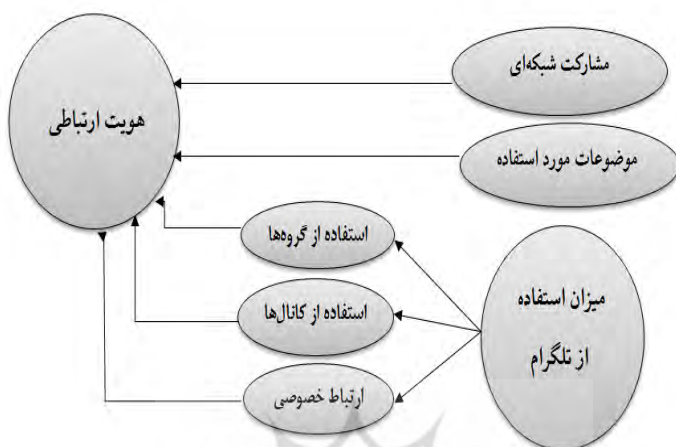 مشارکت شبکه‌ای
هویت ارتباطی
موضوعات مورد استفاده
استفاده از گروه‌ها
استفاده از کانال‌ها
ارتباط خصوصی
میزان استفاده
از تلگرام